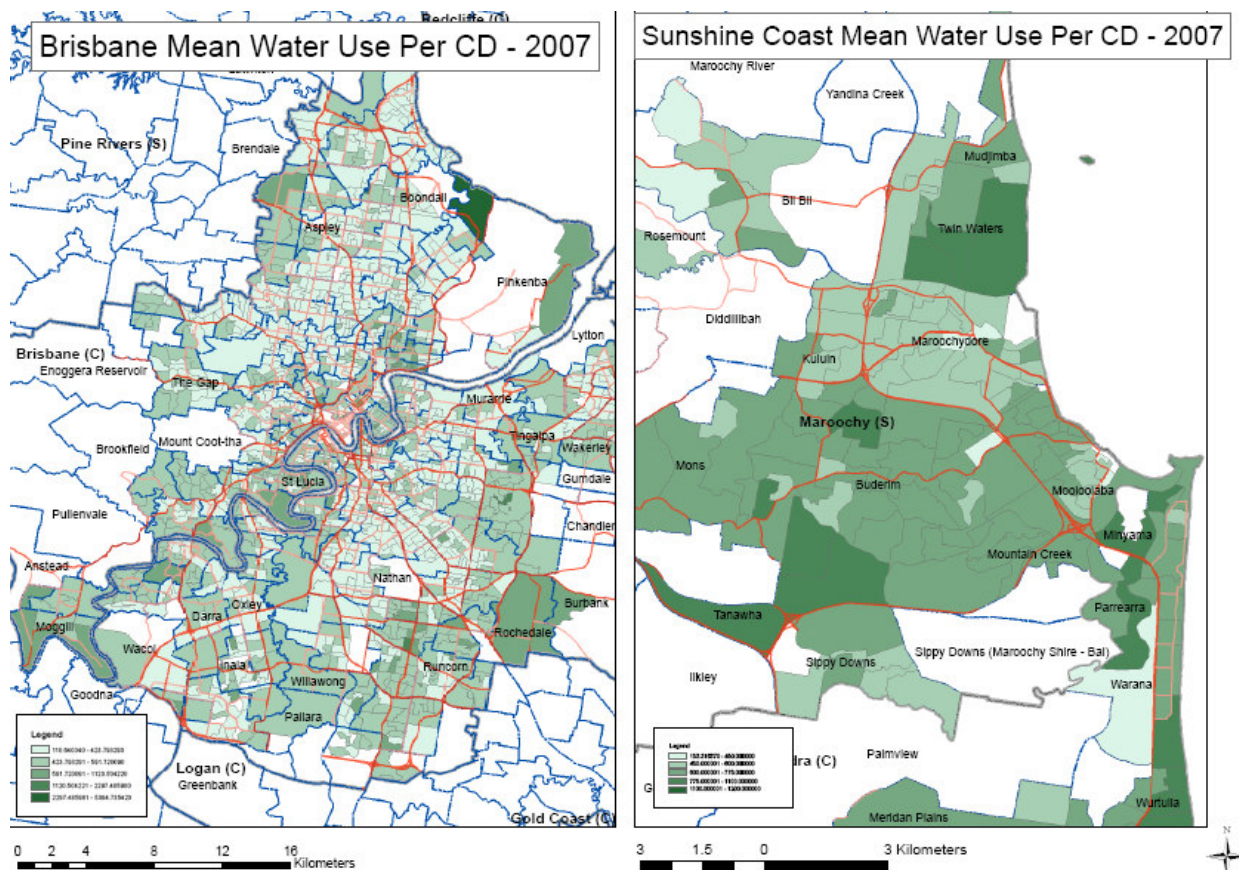 Redcliffe (C)
Brisbane Mean Water Use Per CD - 2007
Pine Rivers (S)
Brendale
Boondall
Aspley
Pinkenba
Lytton
Brisbane (C)
Enoggera Reservoir
The Gap
Murarrie
Mount Coot-tha
Tingalpa
Wakerley
Brookfield
St Lucia
Gumdale
Pullenvale
Chandler
Anstead
Nathan
Oxley
Burbank
Darra
Moggill
Rochedale
Wacol
Inala
Runcorn
Willawong
Goodna
Pallara
Legend
Logan (C)
Greenbank
Gold Coast (C)
0 2 4 8 12 16
Kilometers
Sunshine Coast Mean Water Use Per CD - 2007
Maroochy River
Yandina Creek
Mudjimba
Bli Bli
Twin Waters
Rosemount
Diddillibah
Maroochydore
Kuluin
Maroochy (S)
Mons
Buderim
Mooloolaba
Minyama
Mountain Creek
Parrearra
Tanawha
Sippy Downs
Sippy Downs (Maroochy Shire - Bal)
Ilkley
Warana
Legend
Palmview
dra (C)
Wurtulla
Meridan Plains
3 1.5 0 3 Kilometers
N